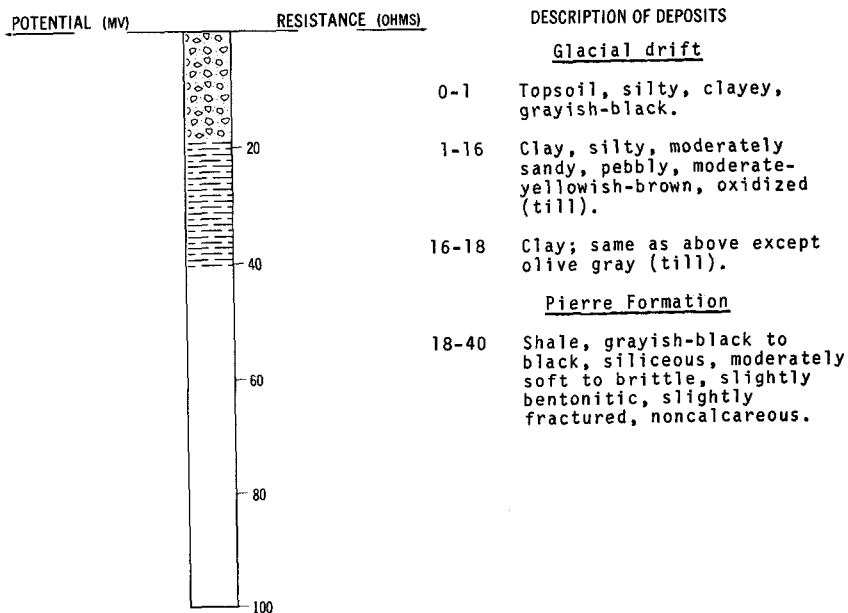 POTENTIAL (MV)
RESISTANCE (OHMS)
DESCRIPTION OF DEPOSITS
Glacial drift
0-1 Topsoil, silty, clayey,
grayish-black.
1-16 Clay, silty, moderately
sandy, pebbly, moderate-
yellowish-brown, oxidized
(till).
16-18 Clay; same as above except
olive gray (till).
Pierre Formation
18-40 Shale, grayish-black to
black, siliceous, moderately
soft to brittle, slightly
bentonitic, slightly
fractured, noncalcareous.
20
40
60
80
100